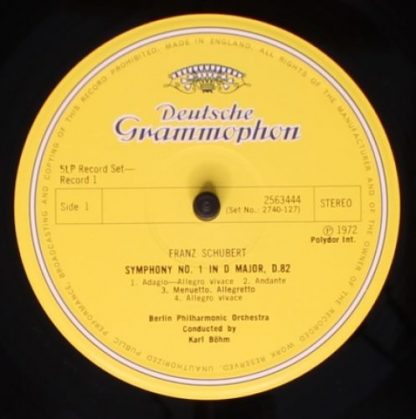 MADE IN ENGLAND. ALL RIGHTS OF THE MANUFACTURER AND OF THE OWNER OF THE RECORDED WORK RESERVED. UNAUTHORIZED PUBLIC PERFORMANCE, BROADCASTING AND COPYING OF THIS RECORD PROHIBITED.
Deutsche
Grammophon
5LP Record Set—
Record 1
Side 1
2563444
(Set No. 2740-127)
STEREO
Ⓟ 1972
Polydor Int.
FRANZ SCHUBERT
SYMPHONY NO. 1 IN D MAJOR, D.82
1. Adagio—Allegro vivace 2. Andante
3. Menuetto. Allegretto
4. Allegro vivace
Berlin Philharmonic Orchestra
Conducted by
Karl Böhm